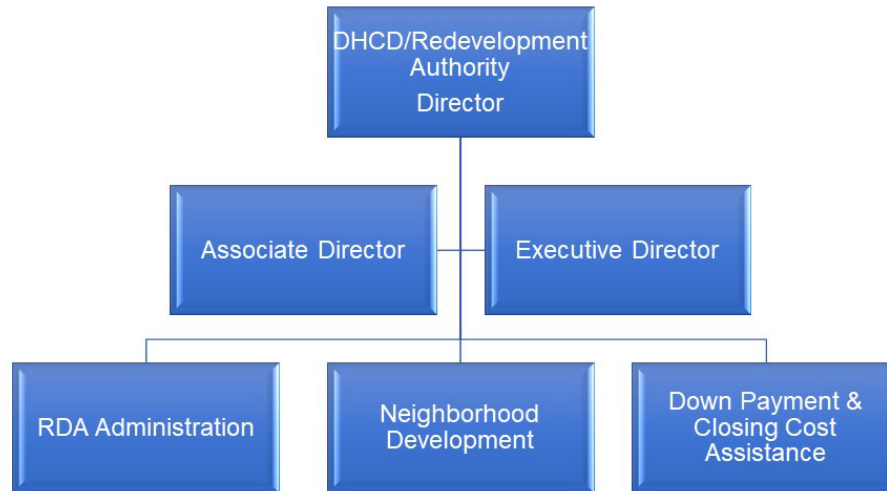 DHCD/Redevelopment
Authority
Director
Associate Director
Executive Director
RDA Administration
Neighborhood
Development
Down Payment &
Closing Cost
Assistance